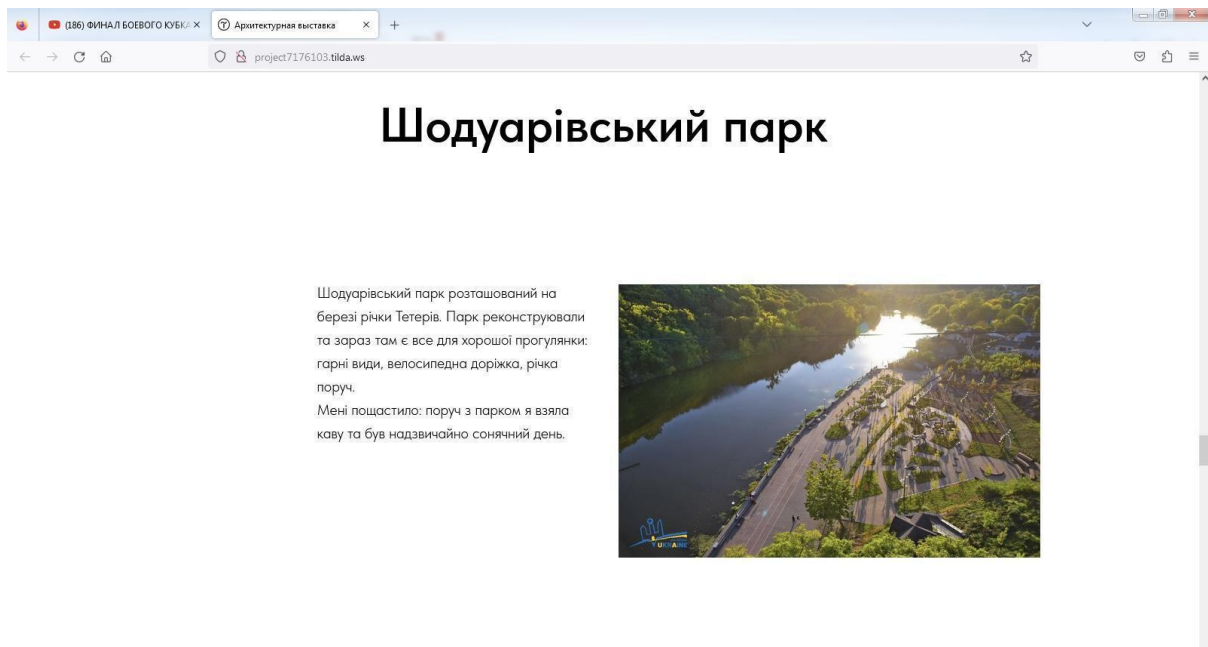 (186) ФИНАЛ БОЕВОГО КУБКА
Архитектурная выставка
project7176103.tilda.ws
Шодуарівський парк
Шодуарівський парк розташований на
березі річки Тетерів. Парк реконструювали
та зараз там є все для хорошої прогулянки:
гарні види, велосипедна доріжка, річка
поруч.
Мені пощастило: поруч з парком я взяла
каву та був надзвичайно сонячний день.
UKRAINE